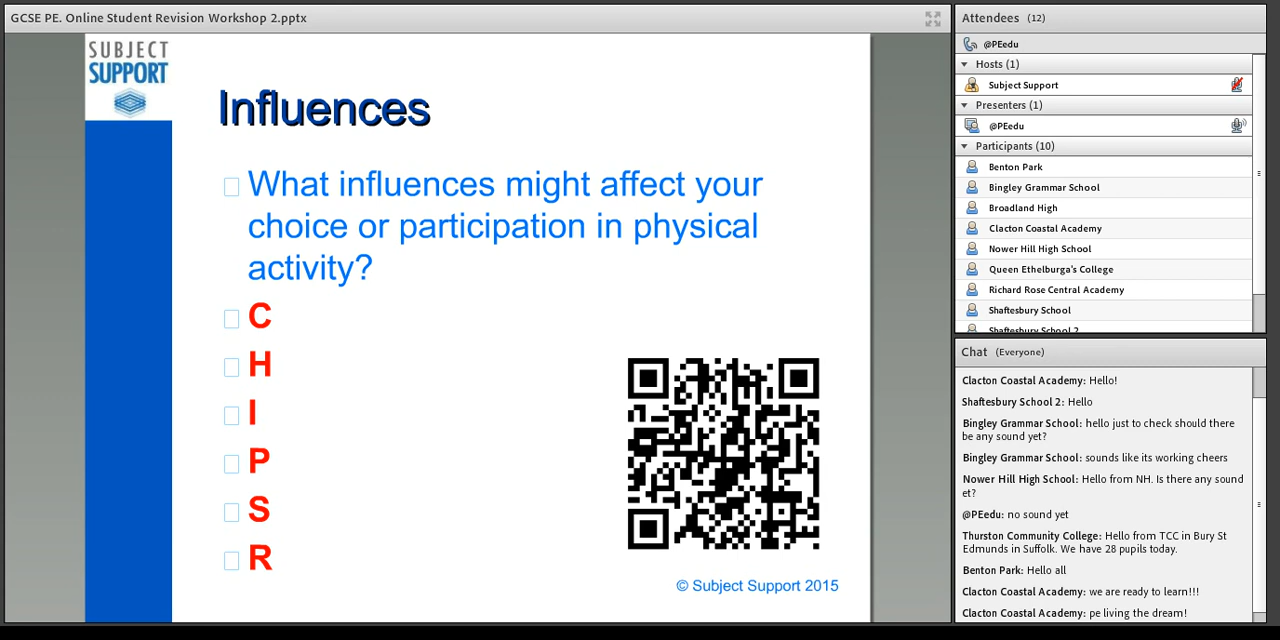 GCSE PE. Online Student Revision Workshop 2.pptx
SUBJECT
SUPPORT
Influences
What influences might affect your
choice or participation in physical
activity?
C
H
I
P
S
R
© Subject Support 2015
Attendees (12)
@PEedu
Hosts (1)
Subject Support
Presenters (1)
@PEedu
Participants (10)
Benton Park
Bingley Grammar School
Broadland High
Clacton Coastal Academy
Nower Hill High School
Queen Ethelburga's College
Richard Rose Central Academy
Shaftesbury School
Shaftesbury School 2
Chat (Everyone)
Clacton Coastal Academy: Hello!
Shaftesbury School 2: Hello
Bingley Grammar School: hello just to check should there
be any sound yet?
Bingley Grammar School: sounds like its working cheers
Nower Hill High School: Hello from NH. Is there any sound
et?
@PEedu: no sound yet
Thurston Community College: Hello from TCC in Bury St
Edmunds in Suffolk. We have 28 pupils today.
Benton Park: Hello all
Clacton Coastal Academy: we are ready to learn!!!
Clacton Coastal Academy: pe living the dream!